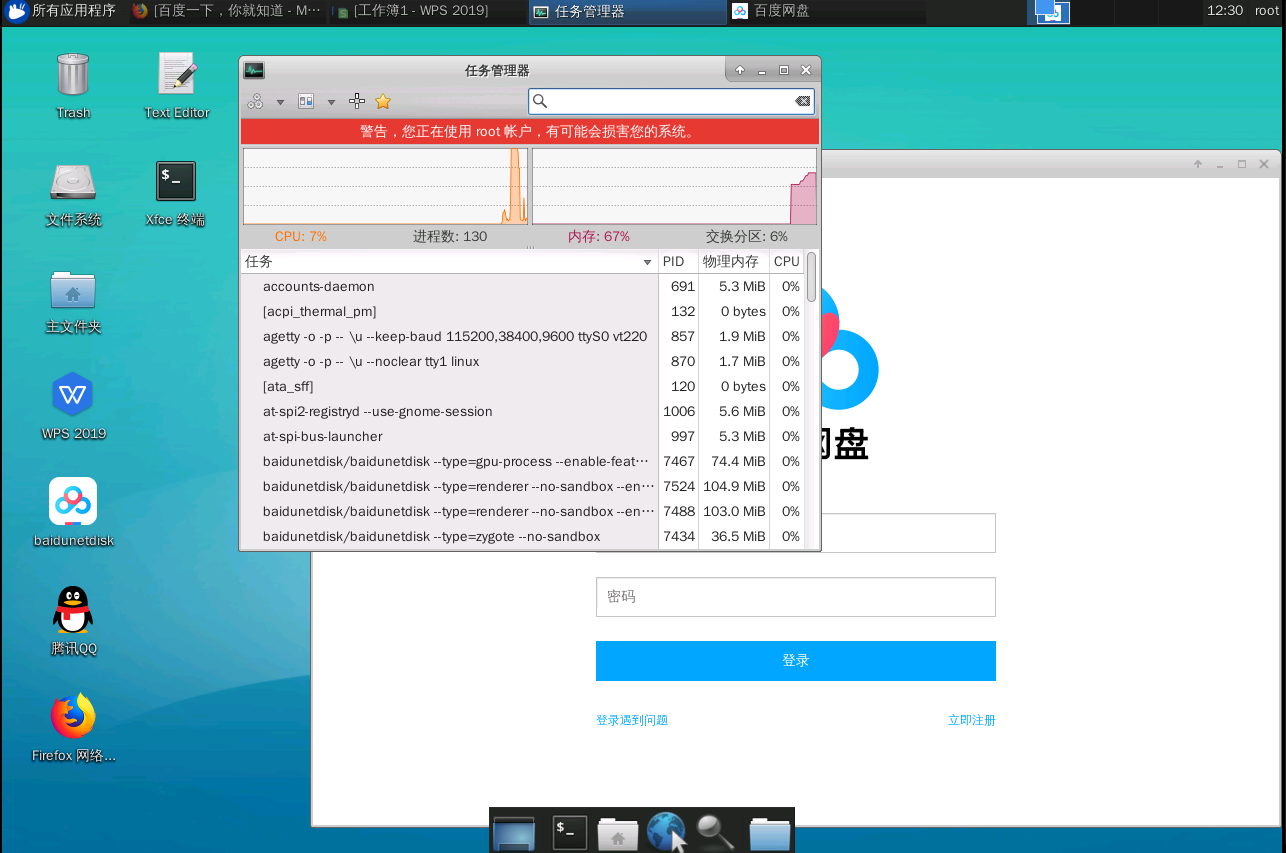 所有应用程序
[百度一下，你就知道 - M···
[工作簿1 - WPS 2019]
任务管理器
百度网盘
12:30
root
Trash
Text Editor
文件系统
Xfce 终端
主文件夹
WPS 2019
baidunetdisk
腾讯QQ
Firefox 网络...
任务管理器
警告，您正在使用 root 帐户，有可能会损害您的系统。
CPU: 7% 进程数: 130 内存: 67% 交换分区: 6%
任务 PID 物理内存 CPU
accounts-daemon 691 5.3 MiB 0%
[acpi_thermal_pm] 132 0 bytes 0%
agetty -o -p -- \u --keep-baud 115200,38400,9600 ttyS0 vt220 857 1.9 MiB 0%
agetty -o -p -- \u --noclear tty1 linux 870 1.7 MiB 0%
[ata_sff] 120 0 bytes 0%
at-spi2-registryd --use-gnome-session 1006 5.6 MiB 0%
at-spi-bus-launcher 997 5.3 MiB 0%
baidunetdisk/baidunetdisk --type=gpu-process --enable-feat··· 7467 74.4 MiB 0%
baidunetdisk/baidunetdisk --type=renderer --no-sandbox --en··· 7524 104.9 MiB 0%
baidunetdisk/baidunetdisk --type=renderer --no-sandbox --en··· 7488 103.0 MiB 0%
baidunetdisk/baidunetdisk --type=zygote --no-sandbox 7434 36.5 MiB 0%
网盘
密码
登录
登录遇到问题
立即注册
$_
$_